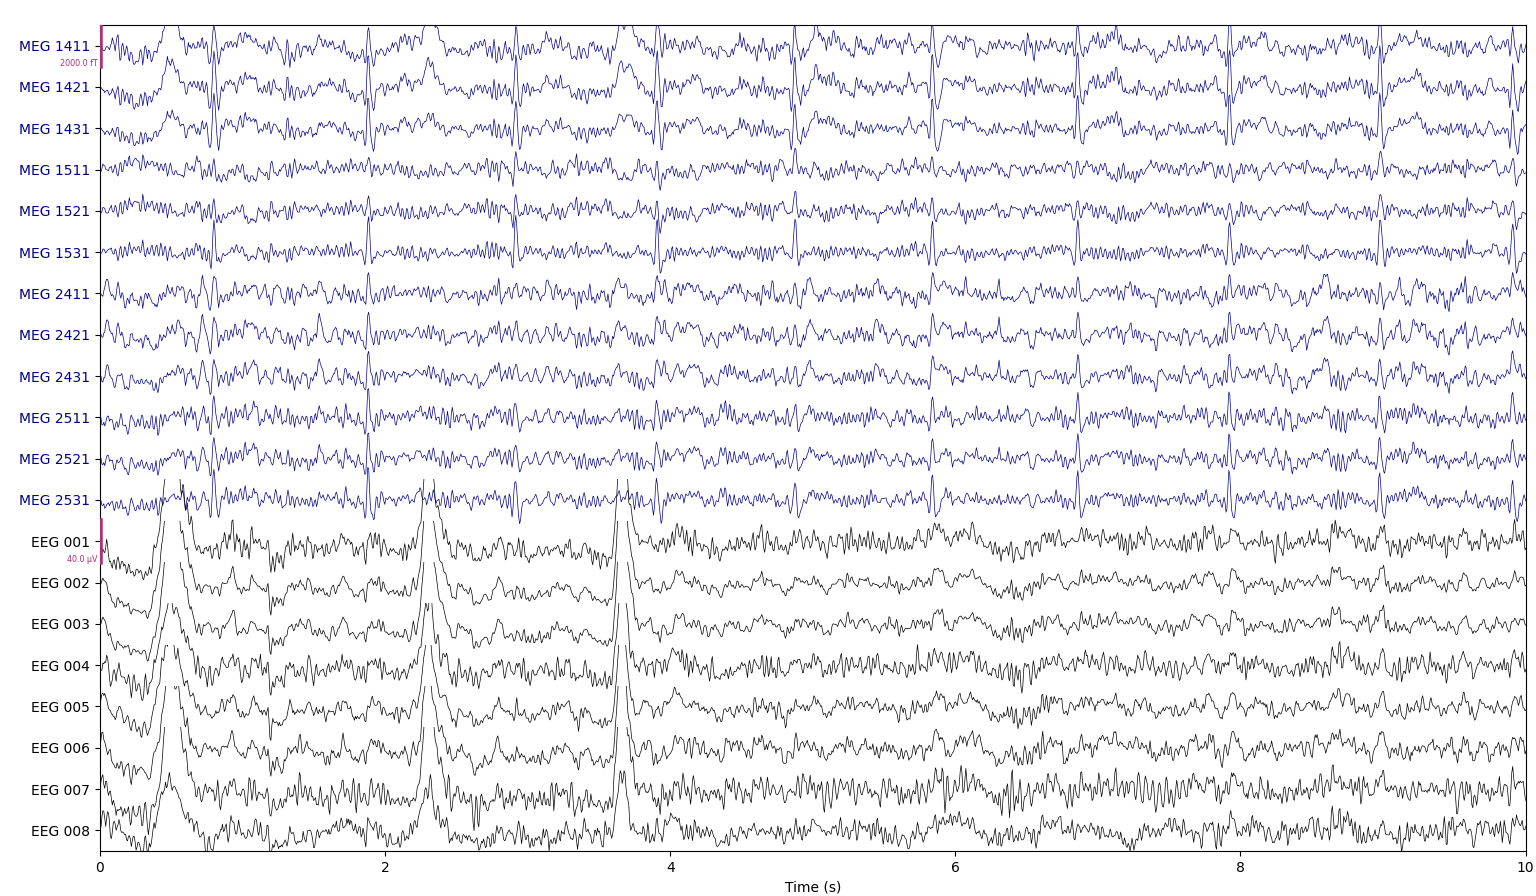 MEG 1411
2000.0 fT
MEG 1421
MEG 1431
MEG 1511
MEG 1521
MEG 1531
MEG 2411
MEG 2421
MEG 2431
MEG 2511
MEG 2521
MEG 2531
EEG 001
40.0 µV
EEG 002
EEG 003
EEG 004
EEG 005
EEG 006
EEG 007
EEG 008
0 2 4 6 8 10
Time (s)